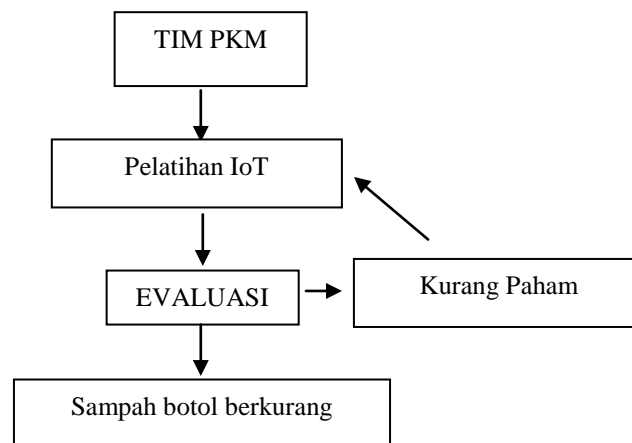 TIM PKM
Pelatihan IoT
EVALUASI
Kurang Paham
Sampah botol berkurang